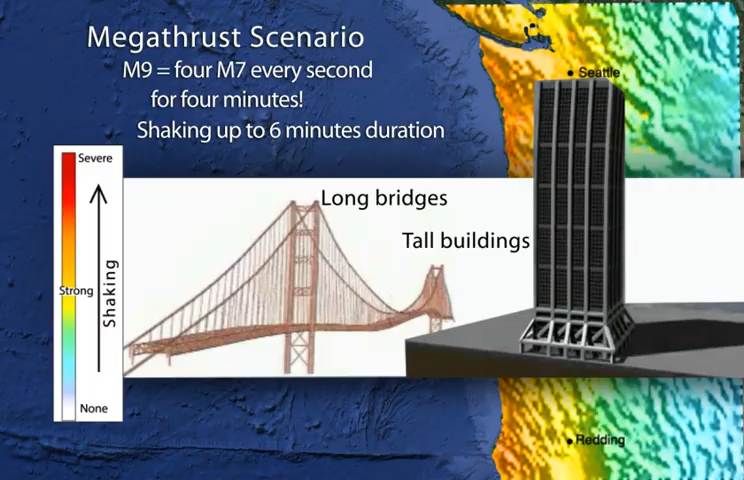 Megathrust Scenario
M9 = four M7 every second
for four minutes!
Shaking up to 6 minutes duration
Seattle
Severe
Long bridges
Tall buildings
Strong
Shaking
None
Redding